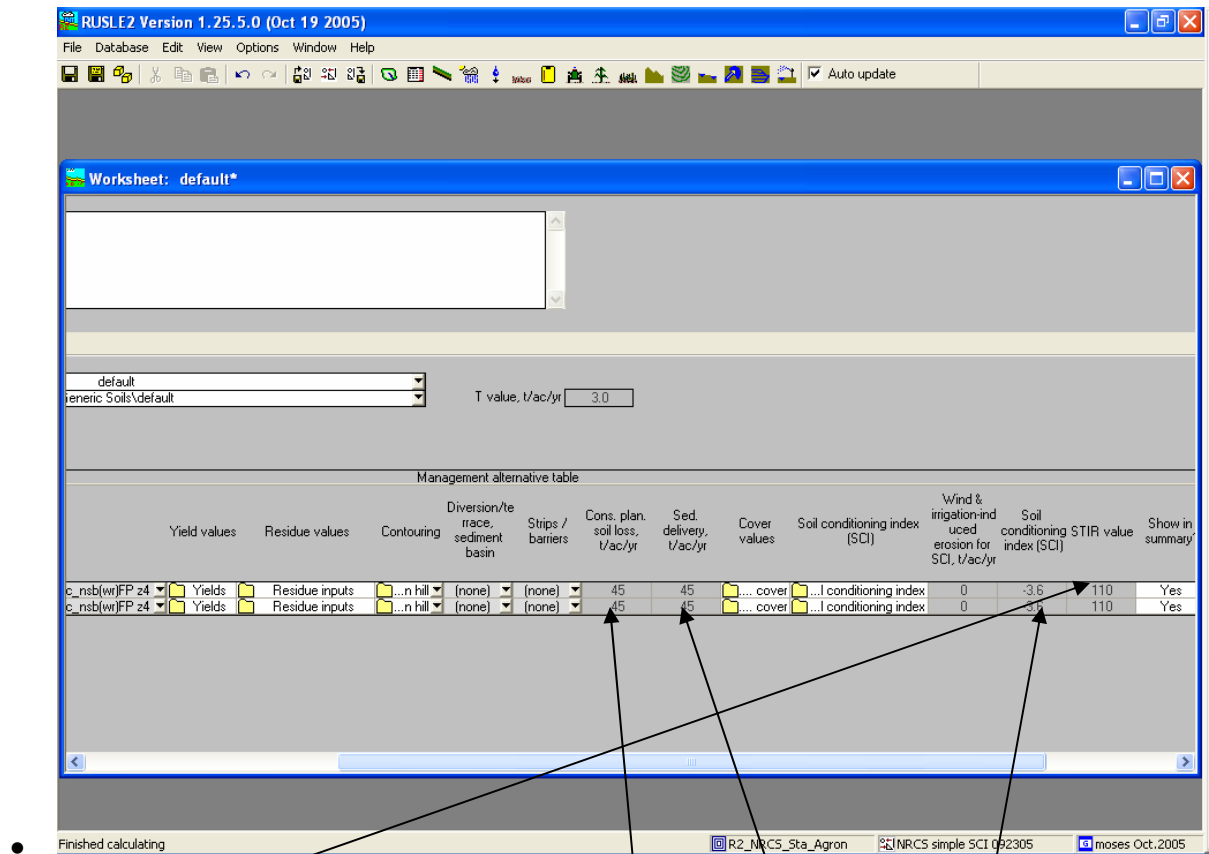 RUSLE2 Version 1.25.5.0 (Oct 19 2005)
File Database Edit View Options Window Help
Auto update
Worksheet: default*
default
eneric Soils\default
T value, t/ac/yr 3.0
Management alternative table
Yield values
Residue values
Contouring
Diversion/te
rrace,
sediment
basin
Strips /
barriers
Cons. plan.
soil loss,
t/ac/yr
Sed.
delivery,
t/ac/yr
Cover
values
Soil conditioning index
(SCI)
Wind &
irrigation-ind
uced
erosion for
SCI, t/ac/yr
Soil
conditioning
index (SCI)
STIR value
Show in
summary
c_nsb(wr)FP z4 Yields Residue inputs ...n hill (none) (none) 45 45 .... cover ...l conditioning index 0 -3.6 110 Yes
c_nsb(wr)FP z4 Yields Residue inputs ...n hill (none) (none) 45 45 .... cover ...l conditioning index 0 -3.6 110 Yes
Finished calculating R2_NRCS_Sta_Agron NRCS simple SCI 092305 moses Oct.2005